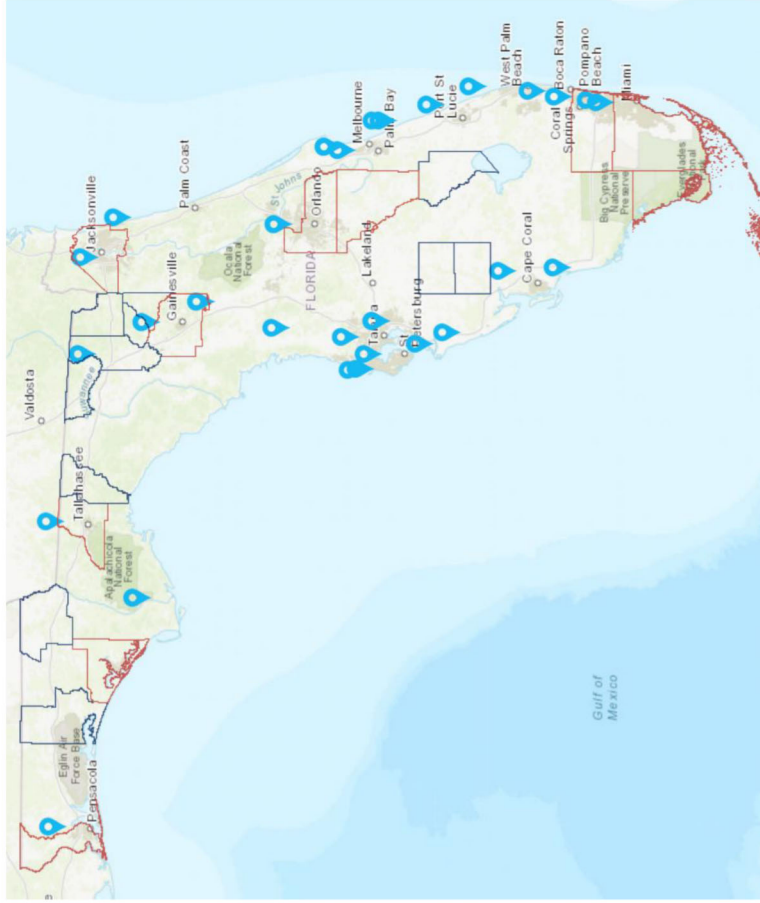 Valdosta
Tallahassee
Apalachicola
National
Forest
Eglin Air
Force Base
Pensacola
Suwannee
Jacksonville
Gainesville
Palm Coast
Ocala
National
Forest
St Johns
FLORIDA
Orlando
Lakeland
Tampa
St
Petersburg
Melbourne
Palm Bay
Port St
Lucie
Cape Coral
West Palm
Beach
Boca Raton
Coral
Springs
Pompano
Beach
Miami
Big Cypress
National
Preserve
Everglades
National
Gulf of
Mexico